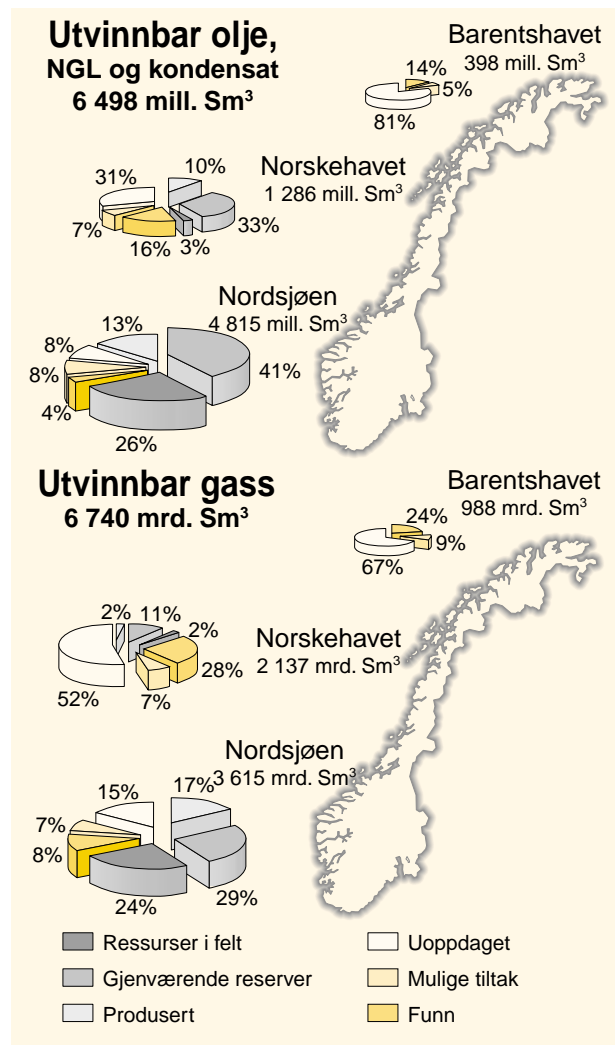 Utvinnbar olje,
NGL og kondensat
6 498 mill. Sm³
Barentshavet
398 mill. Sm³
14%
5%
81%
Norskehavet
1 286 mill. Sm³
10%
31%
33%
7%
16%
3%
Nordsjøen
4 815 mill. Sm³
13%
8%
8%
41%
4%
26%
Utvinnbar gass
6 740 mrd. Sm³
Barentshavet
988 mrd. Sm³
24%
9%
67%
Norskehavet
2 137 mrd. Sm³
2%
11%
2%
28%
7%
52%
Nordsjøen
3 615 mrd. Sm³
15%
17%
7%
8%
29%
24%
Ressurser i felt
Gjenværende reserver
Produsert
Uoppdaget
Mulige tiltak
Funn